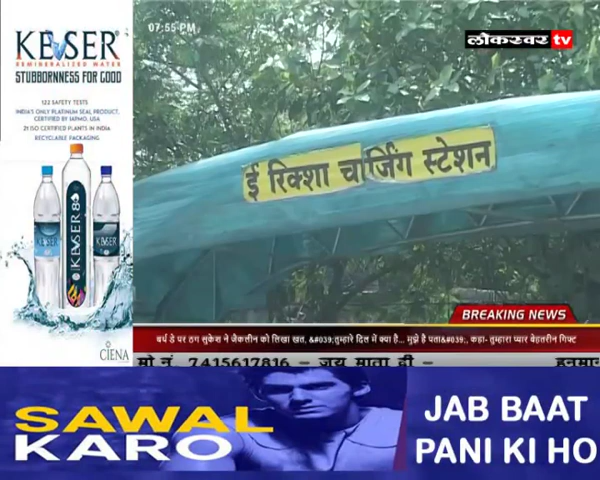 KEYSER
DEMINERALIZED WATER
STUBBORNNESS FOR GOOD
122 SAFETY TESTS
INDIA'S ONLY PLATINUM SEAL PRODUCT,
CERTIFIED BY IAPMO, USA
21 ISO CERTIFIED PLANTS IN INDIA
RECYCLABLE PACKAGING
CIENA
07:55 PM
लोकस्वर tv
ई रिक्शा चार्जिंग स्टेशन
BREAKING NEWS
बर्थ डे पर ठग सुकेश ने जैकलीन को लिखा खत, &#039;तुम्हारे दिल में क्या है... मुझे है पता&#039;, कहा- तुम्हारा प्यार बेहतरीन गिफ्ट
मो नं. 7415617816 – जय माता दी –
SAWAL
KARO
JAB BAAT
PANI KI HO